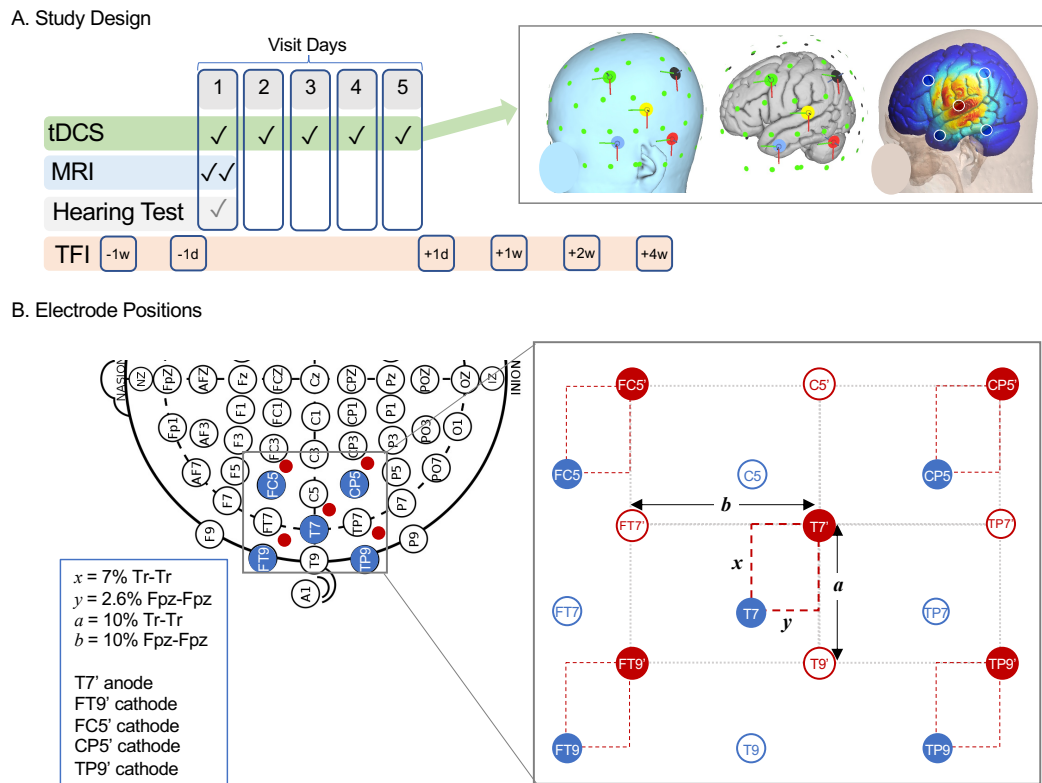 A. Study Design
Visit Days
1 2 3 4 5
tDCS ✓ ✓ ✓ ✓ ✓
MRI ✓✓
Hearing Test ✓
TFI -1w -1d +1d +1w +2w +4w
B. Electrode Positions
NASION NZ FpZ AFZ Fz FCZ Cz CPZ Pz POZ OZ IZ INION
Fp1 AF3 F1 FC1 C1 CP1 P1 PO3 O1
AF7 F3 FC3 C3 CP3 P3 PO7
F5 FC5 C5 CP5 P5
F9 F7 FT7 T7 TP7 P7 P9
FT9 T9 TP9
A1
x = 7% Tr-Tr
y = 2.6% Fpz-Fpz
a = 10% Tr-Tr
b = 10% Fpz-Fpz
T7’ anode
FT9’ cathode
FC5’ cathode
CP5’ cathode
TP9’ cathode
FC5' C5' CP5'
FC5 C5 CP5
b
FT7' T7' TP7'
x a
FT7 T7 y TP7
FT9' T9' TP9'
FT9 T9 TP9